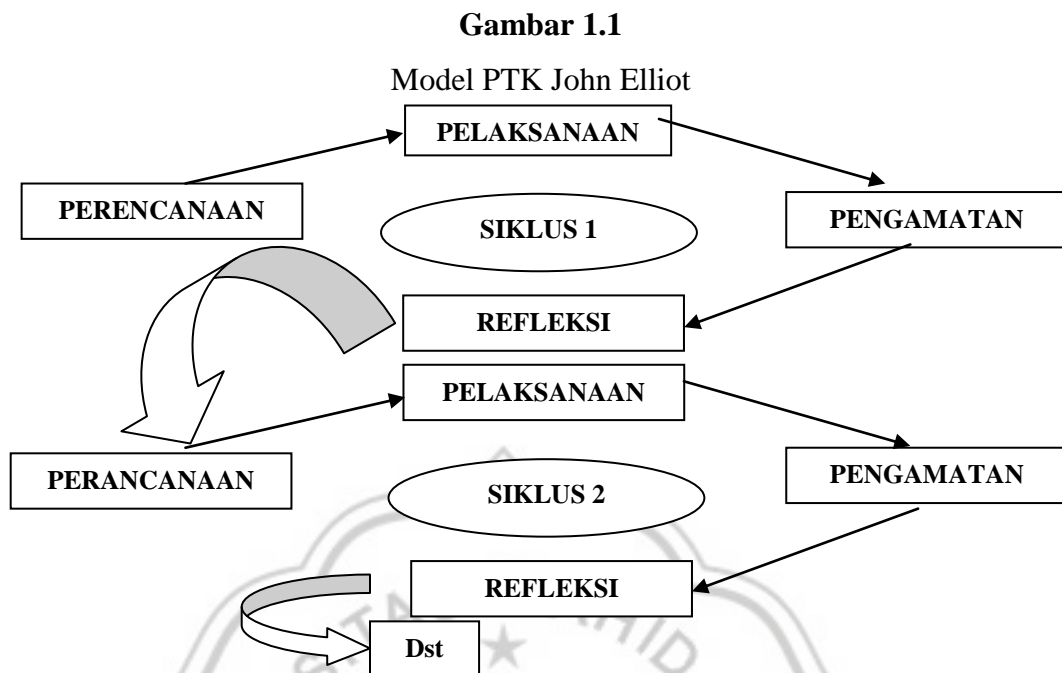 Gambar 1.1
Model PTK John Elliot
PELAKSANAAN
PERENCANAAN
SIKLUS 1
PENGAMATAN
REFLEKSI
PELAKSANAAN
PERANCANAAN
SIKLUS 2
PENGAMATAN
REFLEKSI
Dst